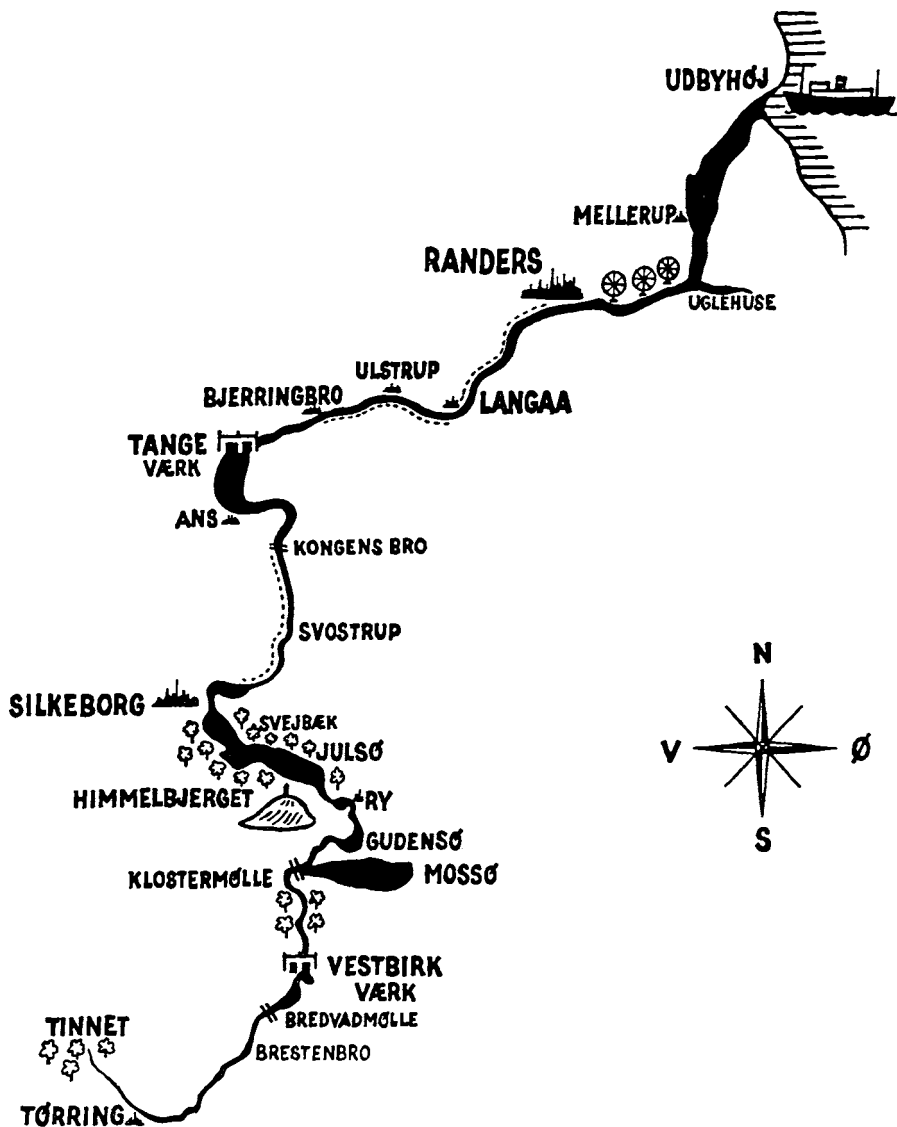 UDBYHØJ
MELLERUP
RANDERS
UGLEHUSE
ULSTRUP
BJERRINGBRO
LANGAA
TANGE
VÆRK
ANS
KONGENS BRO
SVOSTRUP
N
SILKEBORG
SVEJBÆK
JULSØ
V
Ø
HIMMELBJERGET
RY
S
GUDENSØ
KLOSTERMØLLE
MOSSØ
VESTBIRK
VÆRK
BREDVADMØLLE
TINNET
BRESTENBRO
TØRRING